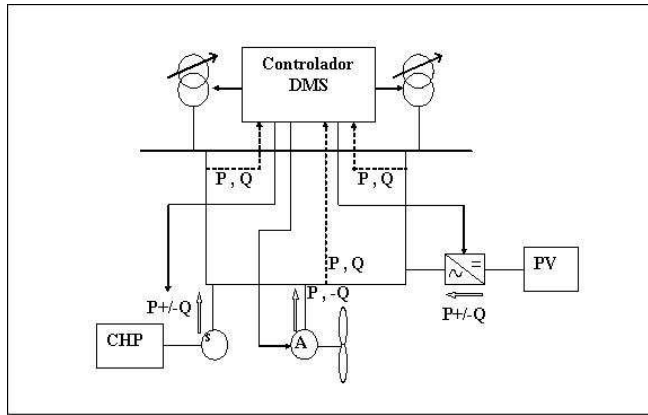 Controlador
DMS
P , Q
P , Q
P , Q
P , -Q
P+/-Q
P+/-Q
=
~
PV
CHP
s
A